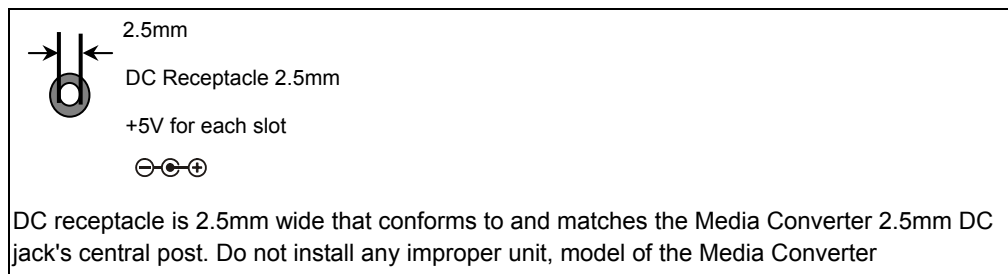 2.5mm
DC Receptacle 2.5mm
+5V for each slot
DC receptacle is 2.5mm wide that conforms to and matches the Media Converter 2.5mm DC
jack's central post. Do not install any improper unit, model of the Media Converter